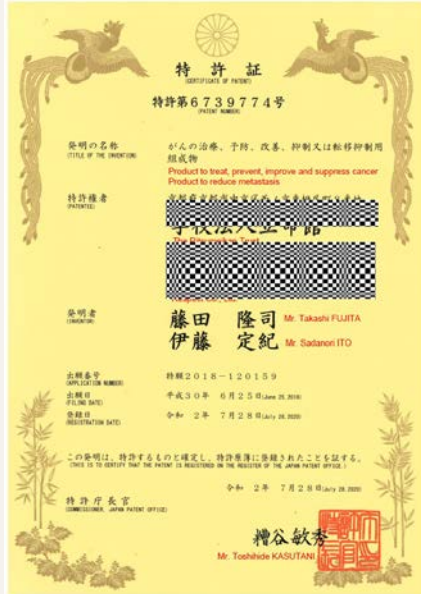 特許証
(CERTIFICATE OF PATENT)
特許第6739774号
(PATENT NUMBER)
発明の名称
(TITLE OF THE INVENTION)
がんの治療、予防、改善、抑制又は転移抑制用
組成物
Product to treat, prevent, improve and suppress cancer
Product to reduce metastasis
特許権者
(PATENTEE)
学校法人立命館
発明者
(INVENTOR)
藤田 隆司 Mr. Takashi FUJITA
伊藤 定紀 Mr. Sadanori ITO
出願番号
(APPLICATION NUMBER)
特願2018-120159
出願日
(FILING DATE)
平成30年 6月25日(June 25, 2018)
登録日
(REGISTRATION DATE)
令和 2年 7月28日(July 28, 2020)
この発明は、特許するものと確定し、特許原簿に登録されたことを証する。
(THIS IS TO CERTIFY THAT THE PATENT IS REGISTERED ON THE REGISTER OF THE JAPAN PATENT OFFICE.)
令和 2年 7月28日(July 28, 2020)
特許庁長官
(COMMISSIONER, JAPAN PATENT OFFICE)
糟谷敏秀
Mr. Toshihide KASUTANI